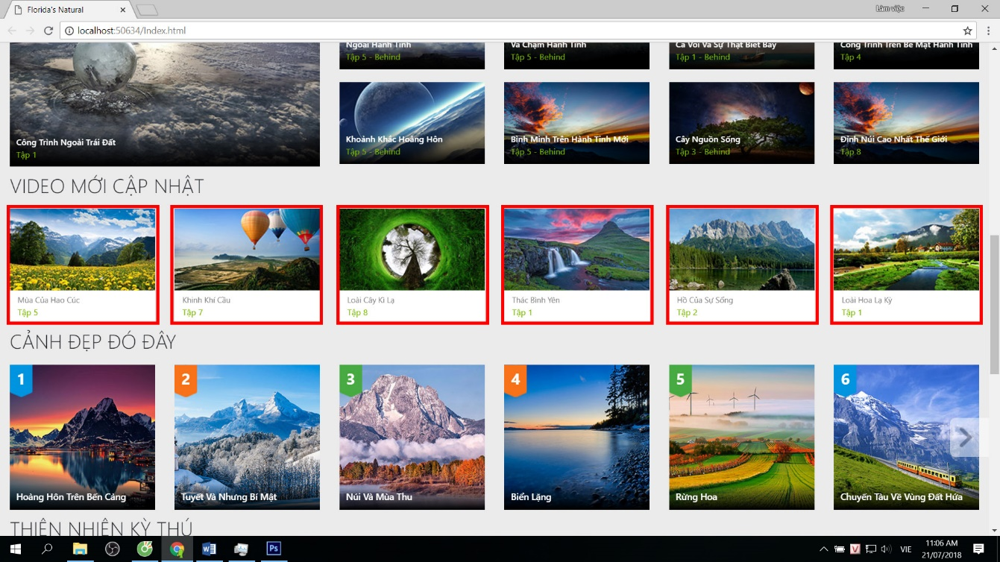 Florida's Natural
Làm việc
localhost:50634/Index.html
Ngoài Hành Tinh
Tập 5 - Behind
Va Chạm Hành Tinh
Tập 5 - Behind
Cá Voi Và Sự Thật Biết Bay
Tập 1 - Behind
Công Trình Trên Bề Mặt Hành Tinh
Tập 4
Công Trình Ngoài Trái Đất
Tập 1
Khoảnh Khắc Hoàng Hôn
Tập 5 - Behind
Bình Minh Trên Hành Tinh Mới
Tập 5 - Behind
Cây Nguồn Sống
Tập 3 - Behind
Đỉnh Núi Cao Nhất Thế Giới
Tập 8
VIDEO MỚI CẬP NHẬT
Mùa Của Hao Cúc
Tập 5
Khinh Khí Cầu
Tập 7
Loài Cây Kì Lạ
Tập 8
Thác Bình Yên
Tập 1
Hồ Của Sự Sống
Tập 2
Loài Hoa Lạ Kỳ
Tập 1
CẢNH ĐẸP ĐÓ ĐÂY
1
Hoàng Hôn Trên Bến Cảng
2
Tuyết Và Nhưng Bí Mật
3
Núi Và Mùa Thu
4
Biển Lặng
5
Rừng Hoa
6
Chuyến Tàu Về Vùng Đất Hứa
THIÊN NHIÊN KỲ THÚ
Ps
V
VIE
11:06 AM
21/07/2018